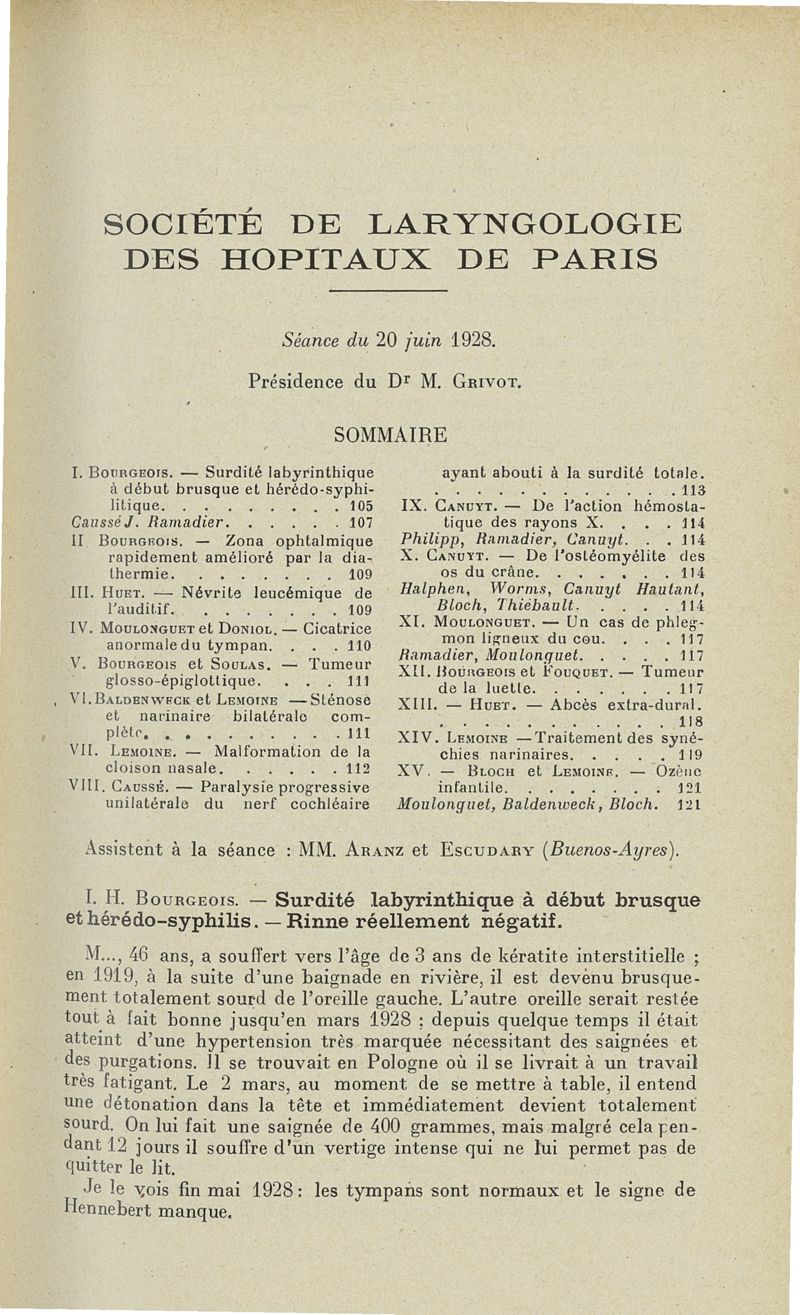 SOCIÉTÉ DE LARYNGOLOGIE
DES HOPITAUX DE PARIS
Séance du 20 juin 1928.
Présidence du Dr M. GRIVOT.
SOMMAIRE
I. BOURGEOIS. — Surdité labyrinthique
à début brusque et hérédo-syphi-
litique. . . . . . . . . 105
Caussé J. Ramadier. . . . . . 107
II BOURGEOIS. — Zona ophtalmique
rapidement amélioré par la dia-
thermie. . . . . . . . 109
III. HUET. — Névrite leucémique de
l'auditif. . . . . . . . 109
IV. MOULONGUET et DONIOL. — Cicatrice
anormale du tympan. . . . 110
V. BOURGEOIS et SOULAS. — Tumeur
glosso-épiglottique. . . . 111
VI. BALDENWECK et LEMOINE — Sténose
et narinaire bilatérale com-
plète. . . . . . . . . . 111
VII. LEMOINE. — Malformation de la
cloison nasale. . . . . . 112
VIII. CAUSSÉ. — Paralysie progressive
unilatérale du nerf cochléaire
ayant abouti à la surdité totale.
. . . . . . . . . . . . 113
IX. CANUYT. — De l'action hémosta-
tique des rayons X. . . . 114
Philipp, Ramadier, Canuyt. . . 114
X. CANUYT. — De l'ostéomyélite des
os du crâne. . . . . . . 114
Halphen, Worms, Canuyt Hautant,
Bloch, Thiébault. . . . . 114
XI. MOULONGUET. — Un cas de phleg-
mon ligneux du cou. . . . 117
Ramadier, Moulonguet. . . . . 117
XII. BOURGEOIS et FOUQUET. — Tumeur
de la luette. . . . . . . 117
XIII. — HUET. — Abcès extra-dural.
. . . . . . . . . . . . 118
XIV. LEMOINE — Traitement des syné-
chies narinaires. . . . . 119
XV. — BLOCH et LEMOINE. — Ozène
infantile. . . . . . . . 121
Moulonguet, Baldenweck, Bloch. 121
Assistent à la séance : MM. ARANZ et ESCUDARY (Buenos-Ayres).
I. H. BOURGEOIS. — Surdité labyrinthique à début brusque
et hérédo-syphilis. — Rinne réellement négatif.
M..., 46 ans, a souffert vers l'âge de 3 ans de kératite interstitielle ;
en 1919, à la suite d'une baignade en rivière, il est devenu brusque-
ment totalement sourd de l'oreille gauche. L'autre oreille serait restée
tout à fait bonne jusqu'en mars 1928 ; depuis quelque temps il était
atteint d'une hypertension très marquée nécessitant des saignées et
des purgations. Il se trouvait en Pologne où il se livrait à un travail
très fatigant. Le 2 mars, au moment de se mettre à table, il entend
une détonation dans la tête et immédiatement devient totalement
sourd. On lui fait une saignée de 400 grammes, mais malgré cela pen-
dant 12 jours il souffre d'un vertige intense qui ne lui permet pas de
quitter le lit.
Je le vois fin mai 1928 : les tympans sont normaux et le signe de
Hennebert manque.